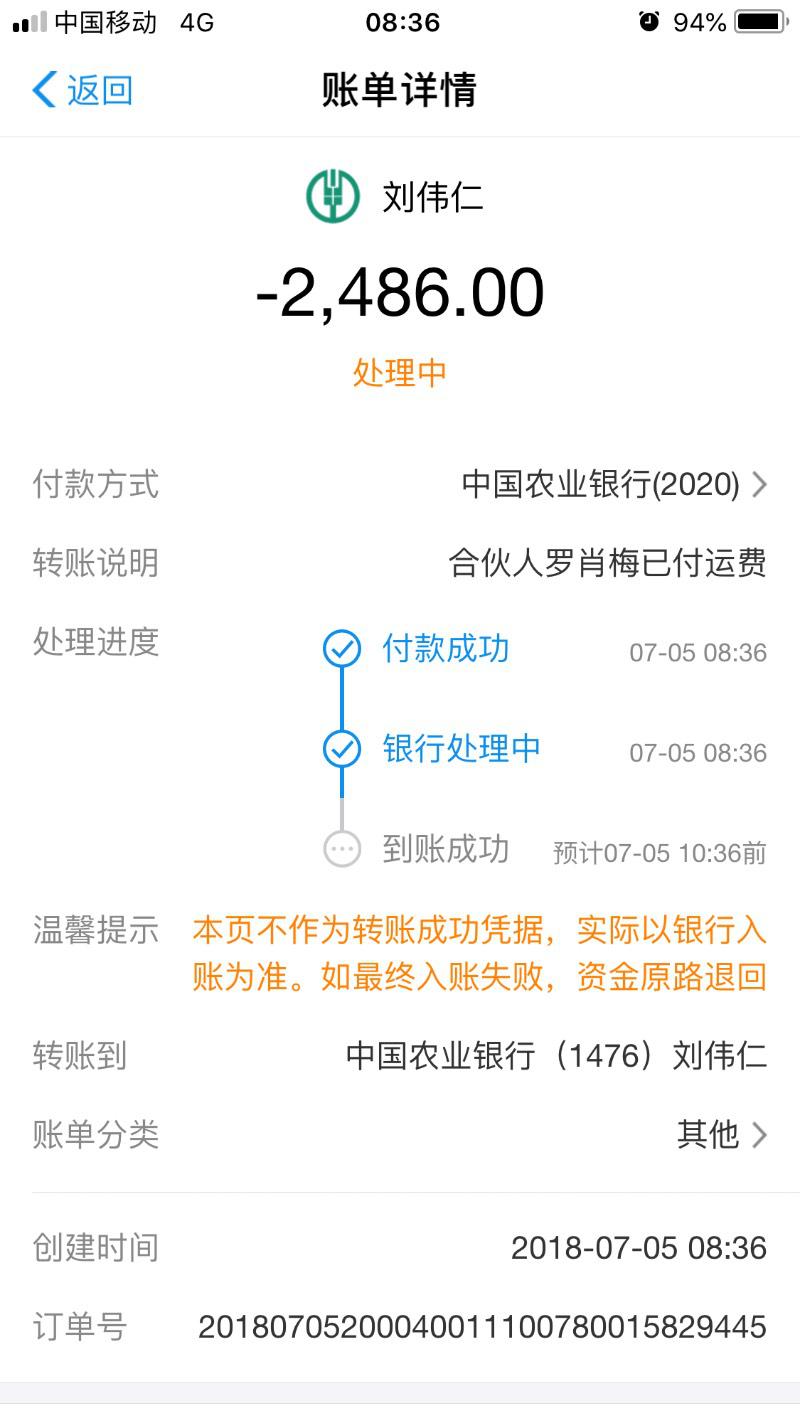 中国移动 4G 08:36 94%
返回 账单详情
刘伟仁
-2,486.00
处理中
付款方式 中国农业银行(2020)
转账说明 合伙人罗肖梅已付运费
处理进度 付款成功 07-05 08:36
银行处理中 07-05 08:36
到账成功 预计07-05 10:36前
温馨提示 本页不作为转账成功凭据，实际以银行入
账为准。如最终入账失败，资金原路退回
转账到 中国农业银行（1476）刘伟仁
账单分类 其他
创建时间 2018-07-05 08:36
订单号 20180705200040011100780015829445